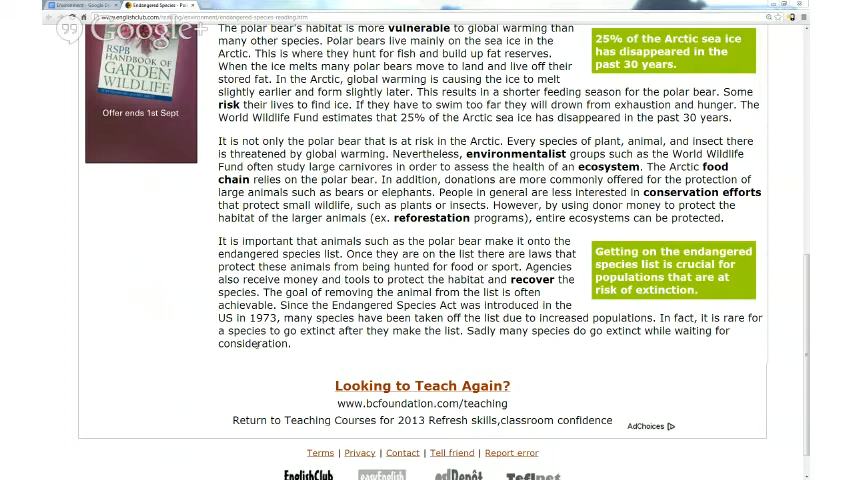 Environment - Google Do
Endangered Species - Po
www.englishclub.com/reading/environment/endangered-species-reading.htm
Google+
RSPB
HANDBOOK OF
GARDEN
WILDLIFE
Offer ends 1st Sept
The polar bear's habitat is more vulnerable to global warming than
many other species. Polar bears live mainly on the sea ice in the
Arctic. This is where they hunt for fish and build up fat reserves.
When the ice melts many polar bears move to land and live off their
stored fat. In the Arctic, global warming is causing the ice to melt
slightly earlier and form slightly later. This results in a shorter feeding season for the polar bear. Some
risk their lives to find ice. If they have to swim too far they will drown from exhaustion and hunger. The
World Wildlife Fund estimates that 25% of the Arctic sea ice has disappeared in the past 30 years.
25% of the Arctic sea ice
has disappeared in the
past 30 years.
It is not only the polar bear that is at risk in the Arctic. Every species of plant, animal, and insect there
is threatened by global warming. Nevertheless, environmentalist groups such as the World Wildlife
Fund often study large carnivores in order to assess the health of an ecosystem. The Arctic food
chain relies on the polar bear. In addition, donations are more commonly offered for the protection of
large animals such as bears or elephants. People in general are less interested in conservation efforts
that protect small wildlife, such as plants or insects. However, by using donor money to protect the
habitat of the larger animals (ex. reforestation programs), entire ecosystems can be protected.
It is important that animals such as the polar bear make it onto the
endangered species list. Once they are on the list there are laws that
protect these animals from being hunted for food or sport. Agencies
also receive money and tools to protect the habitat and recover the
species. The goal of removing the animal from the list is often
achievable. Since the Endangered Species Act was introduced in the
US in 1973, many species have been taken off the list due to increased populations. In fact, it is rare for
a species to go extinct after they make the list. Sadly many species do go extinct while waiting for
consideration.
Getting on the endangered
species list is crucial for
populations that are at
risk of extinction.
Looking to Teach Again?
www.bcfoundation.com/teaching
Return to Teaching Courses for 2013 Refresh skills,classroom confidence
AdChoices
Terms | Privacy | Contact | Tell friend | Report error
EnglishClub easyEnglish eslDepot Teflnet